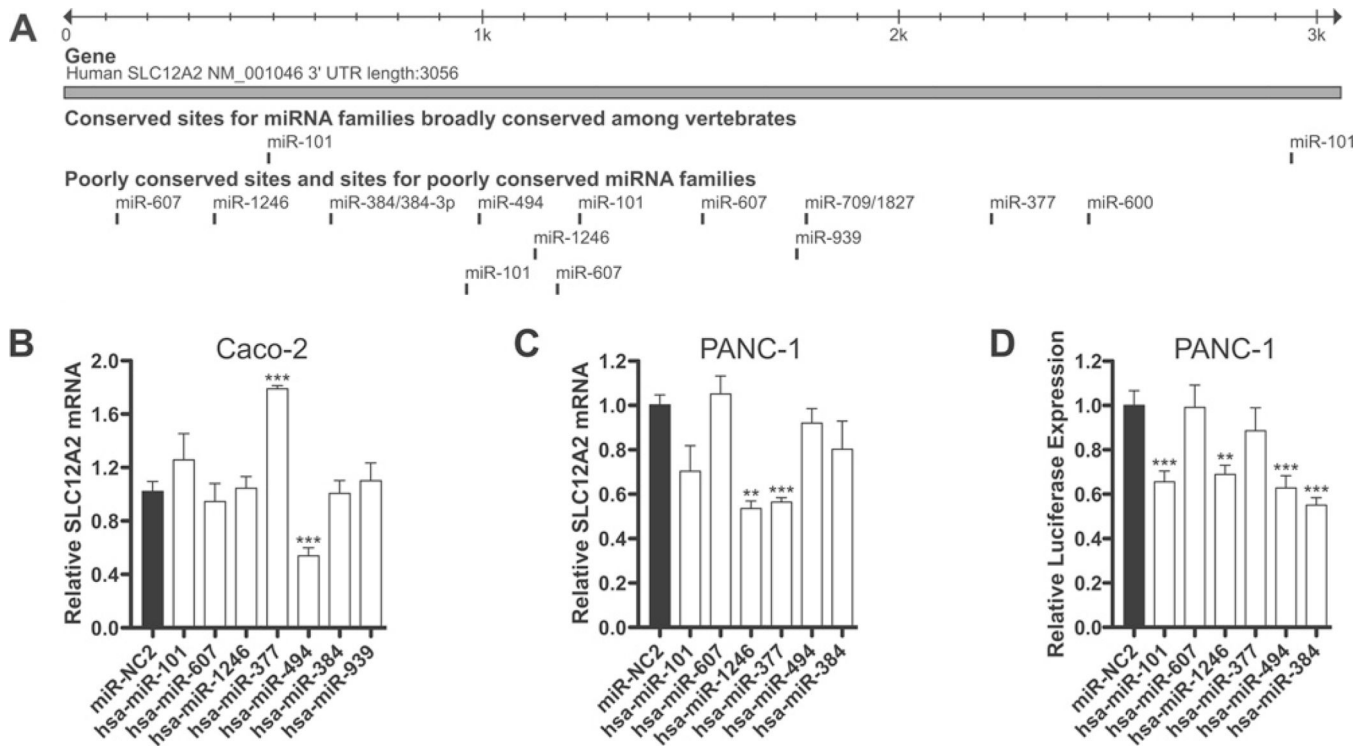 A
0 1k 2k 3k
Gene
Human SLC12A2 NM_001046 3' UTR length:3056
Conserved sites for miRNA families broadly conserved among vertebrates
miR-101 miR-101
Poorly conserved sites and sites for poorly conserved miRNA families
miR-607 miR-1246 miR-384/384-3p miR-494 miR-101 miR-607 miR-709/1827 miR-377 miR-600
miR-1246 miR-939
miR-101 miR-607
B
Caco-2
Relative SLC12A2 mRNA
2.0
1.6
1.2
0.8
0.4
0.0
***
***
miR-NC2
hsa-miR-101
hsa-miR-607
hsa-miR-1246
hsa-miR-377
hsa-miR-494
hsa-miR-384
hsa-miR-939
C
PANC-1
Relative SLC12A2 mRNA
1.2
1.0
0.8
0.6
0.4
0.2
0.0
**
***
miR-NC2
hsa-miR-101
hsa-miR-607
hsa-miR-1246
hsa-miR-377
hsa-miR-494
hsa-miR-384
D
PANC-1
Relative Luciferase Expression
1.2
1.0
0.8
0.6
0.4
0.2
0.0
***
**
***
***
miR-NC2
hsa-miR-101
hsa-miR-607
hsa-miR-1246
hsa-miR-377
hsa-miR-494
hsa-miR-384